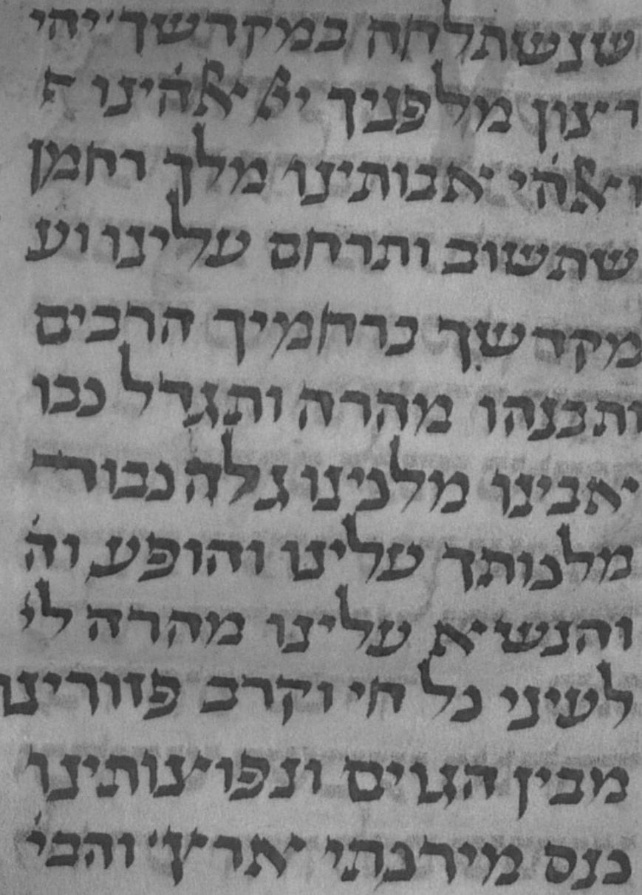 שנשתלחה במקדשך יהי
רצון מלפניך יי אלהינו
ואלהי אבותינו מלך רחמן
שתשוב ותרחם עלינו וע
מקדשך ברחמיך הרבים
ותבנהו מהרה ותגדל כבו
אבינו מלכינו גלה כבוד
מלכותך עלינו והופע וה
והנשא עלינו מהרה לי
לעיני כל חי וקרב פזורינו
מבין הגוים ונפוצותינו
כנס מירכתי ארץ והבי